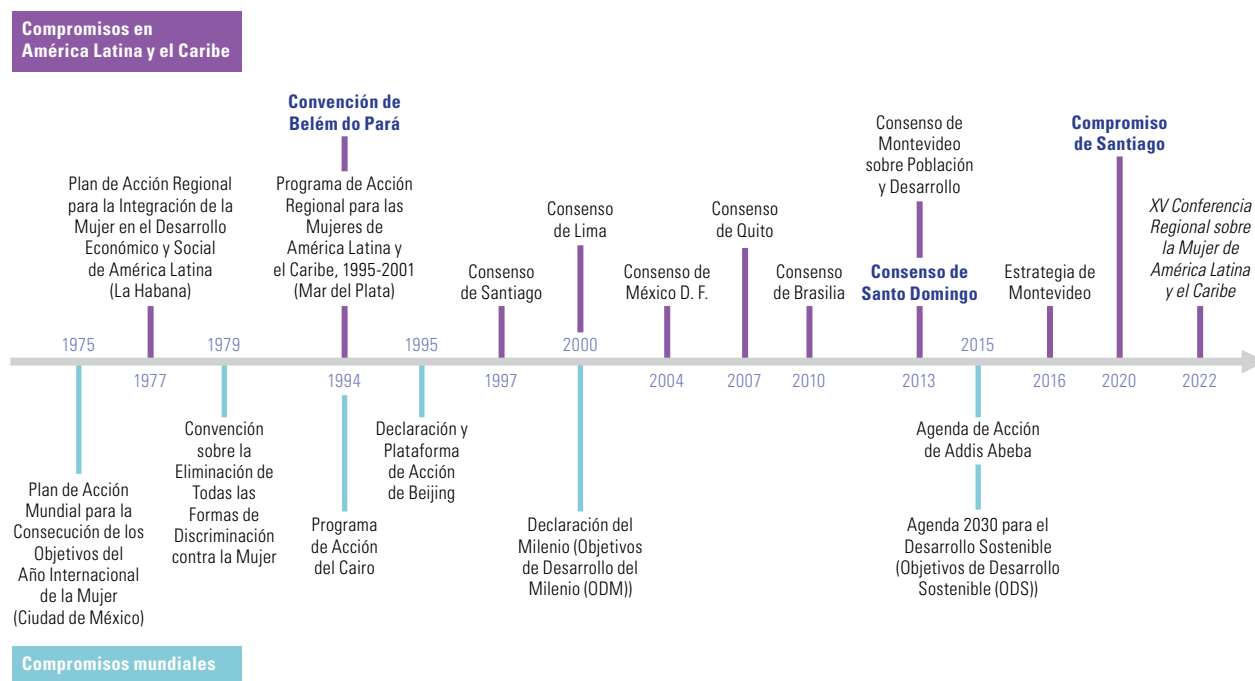 Compromisos en
América Latina y el Caribe
Convención de
Belém do Pará
Plan de Acción Regional
para la Integración de la
Mujer en el Desarrollo
Económico y Social
de América Latina
(La Habana)
Programa de Acción
Regional para las
Mujeres de
América Latina y
el Caribe, 1995-2001
(Mar del Plata)
Consenso
de Santiago
Consenso
de Lima
Consenso de
México D. F.
Consenso
de Quito
Consenso
de Brasilia
Consenso de
Montevideo
sobre Población
y Desarrollo
Consenso de
Santo Domingo
Estrategia de
Montevideo
Compromiso
de Santiago
XV Conferencia
Regional sobre
la Mujer de
América Latina
y el Caribe
1975
1979
1995
2000
2015
1977
1994
1997
2004
2007
2010
2013
2016
2020
2022
Plan de Acción
Mundial para la
Consecución de los
Objetivos del
Año Internacional
de la Mujer
(Ciudad de México)
Convención
sobre la
Eliminación de
Todas las
Formas de
Discriminación
contra la Mujer
Programa
de Acción
del Cairo
Declaración y
Plataforma
de Acción
de Beijing
Declaración del
Milenio (Objetivos
de Desarrollo del
Milenio (ODM))
Agenda de Acción
de Addis Abeba
Agenda 2030 para el
Desarrollo Sostenible
(Objetivos de Desarrollo
Sostenible (ODS))
Compromisos mundiales